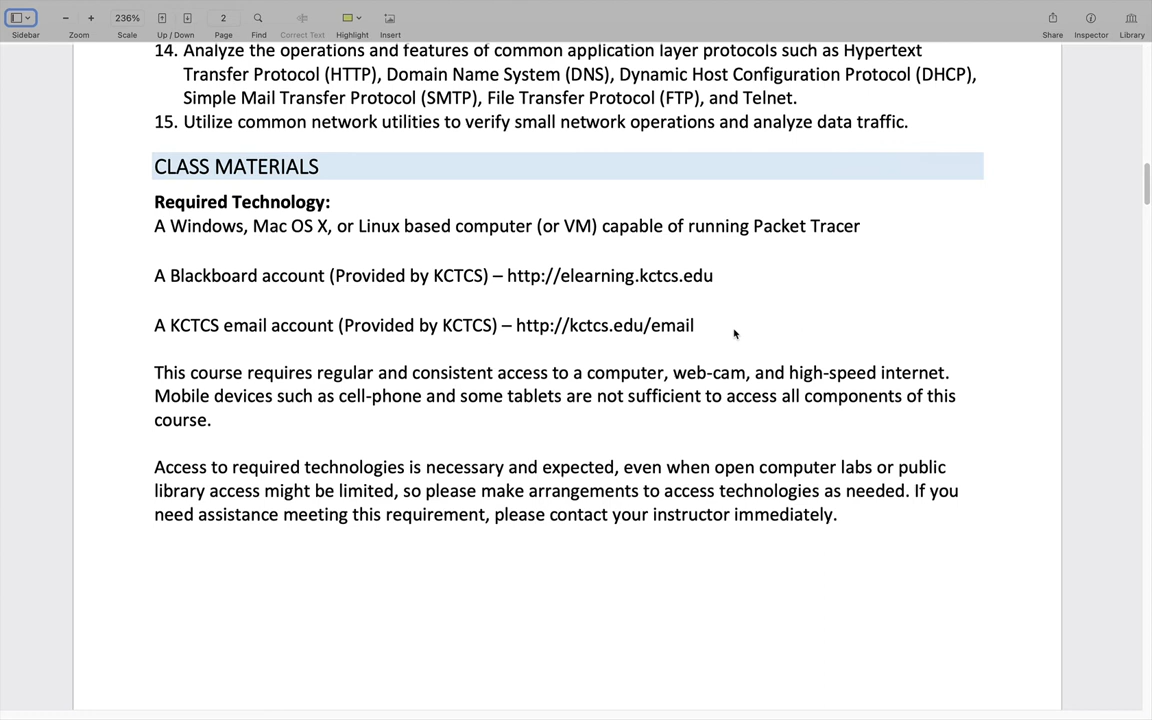 236%
2
Sidebar
Zoom
Scale
Up / Down
Page
Find
Correct Text
Highlight
Insert
Share
Inspector
Library
14. Analyze the operations and features of common application layer protocols such as Hypertext
Transfer Protocol (HTTP), Domain Name System (DNS), Dynamic Host Configuration Protocol (DHCP),
Simple Mail Transfer Protocol (SMTP), File Transfer Protocol (FTP), and Telnet.
15. Utilize common network utilities to verify small network operations and analyze data traffic.
CLASS MATERIALS
Required Technology:
A Windows, Mac OS X, or Linux based computer (or VM) capable of running Packet Tracer
A Blackboard account (Provided by KCTCS) – http://elearning.kctcs.edu
A KCTCS email account (Provided by KCTCS) – http://kctcs.edu/email
This course requires regular and consistent access to a computer, web-cam, and high-speed internet.
Mobile devices such as cell-phone and some tablets are not sufficient to access all components of this
course.
Access to required technologies is necessary and expected, even when open computer labs or public
library access might be limited, so please make arrangements to access technologies as needed. If you
need assistance meeting this requirement, please contact your instructor immediately.